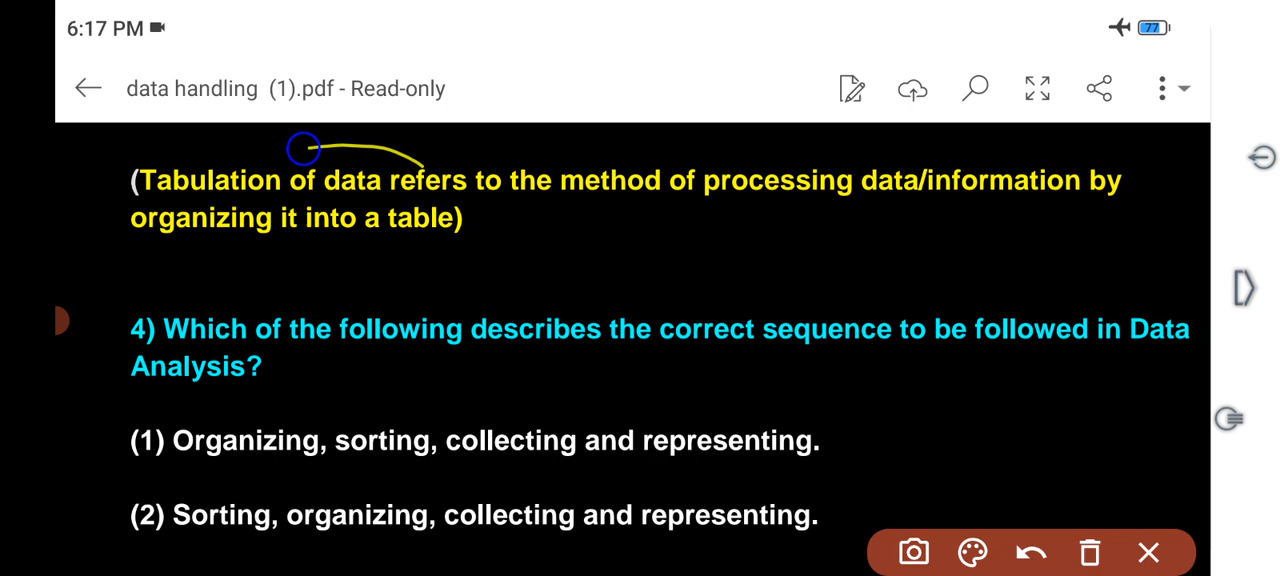 6:17 PM
77
data handling (1).pdf - Read-only
(Tabulation of data refers to the method of processing data/information by
organizing it into a table)
4) Which of the following describes the correct sequence to be followed in Data
Analysis?
(1) Organizing, sorting, collecting and representing.
(2) Sorting, organizing, collecting and representing.